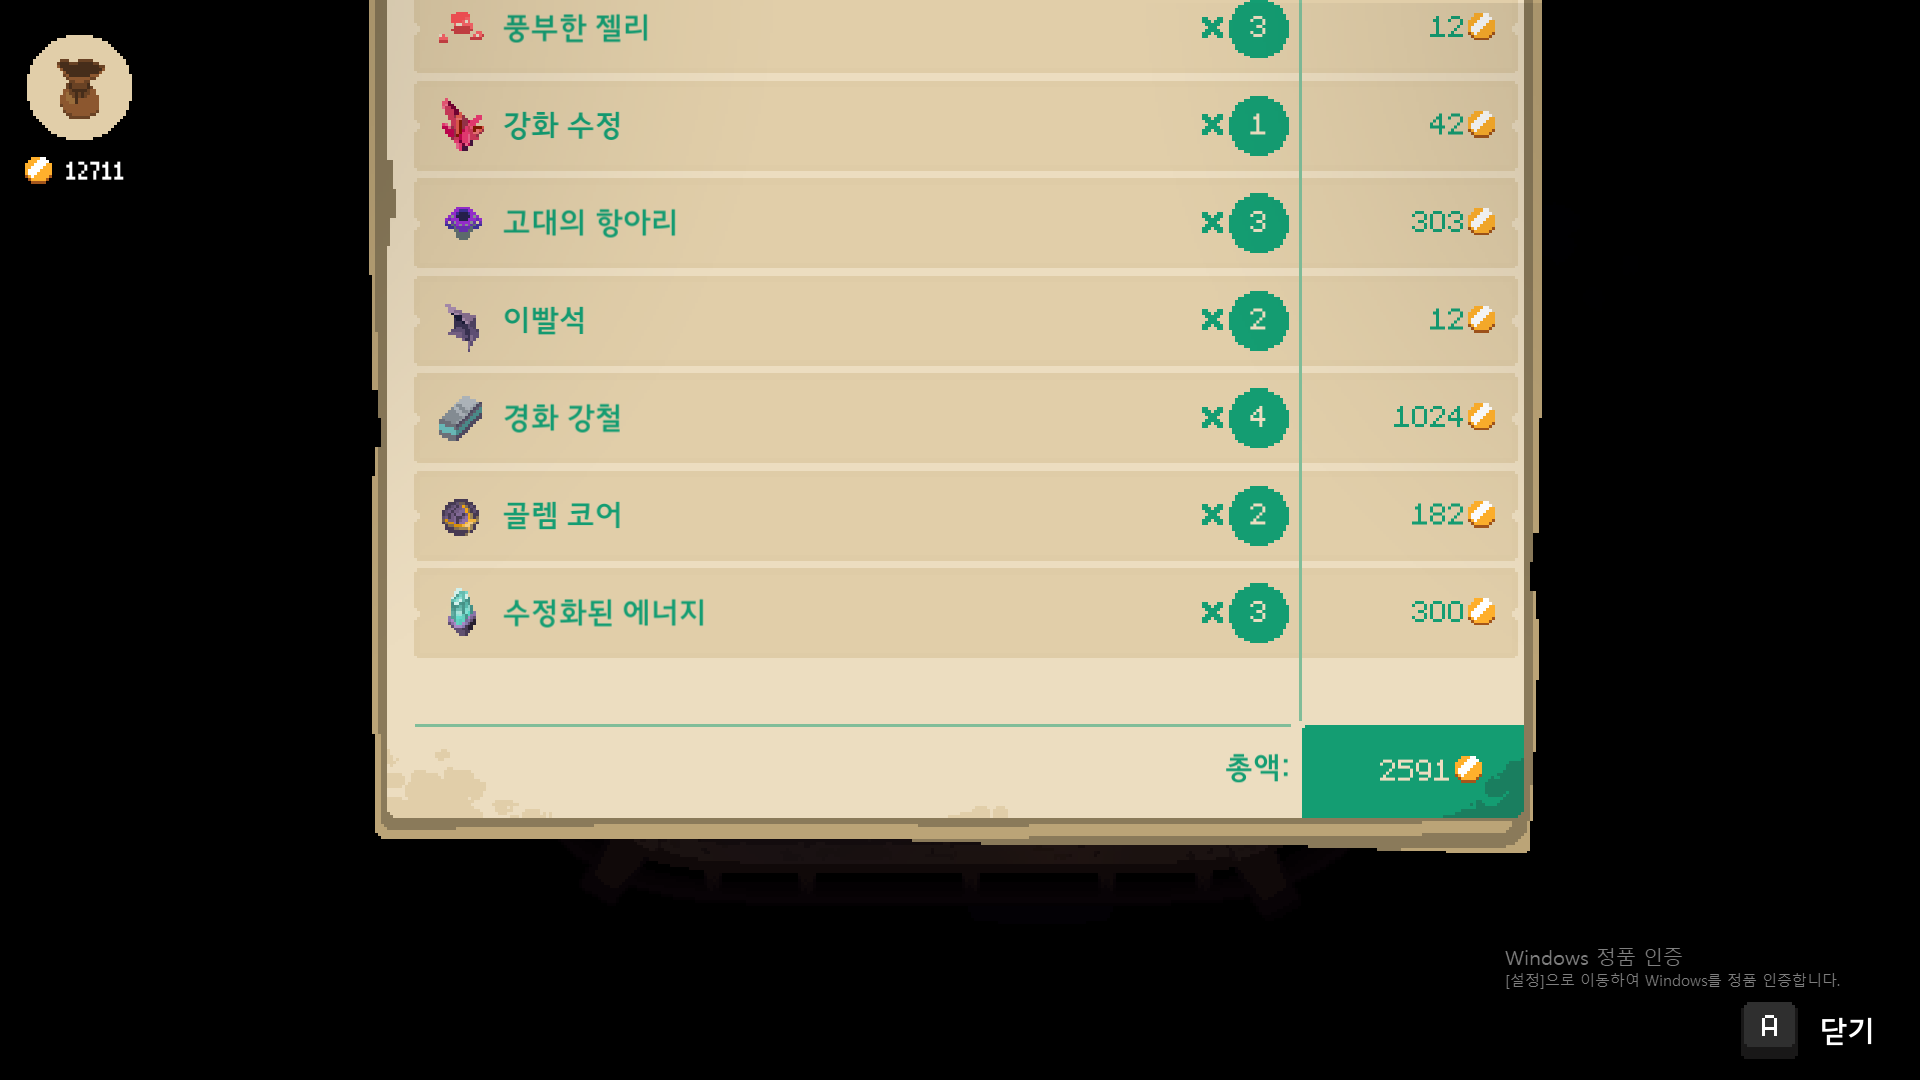 풍부한 젤리 × 3 12
12711
강화 수정 × 1 42
고대의 항아리 × 3 303
이빨석 × 2 12
경화 강철 × 4 1024
골렘 코어 × 2 182
수정화된 에너지 × 3 300
총액: 2591
Windows 정품 인증
[설정]으로 이동하여 Windows를 정품 인증합니다.
A 닫기